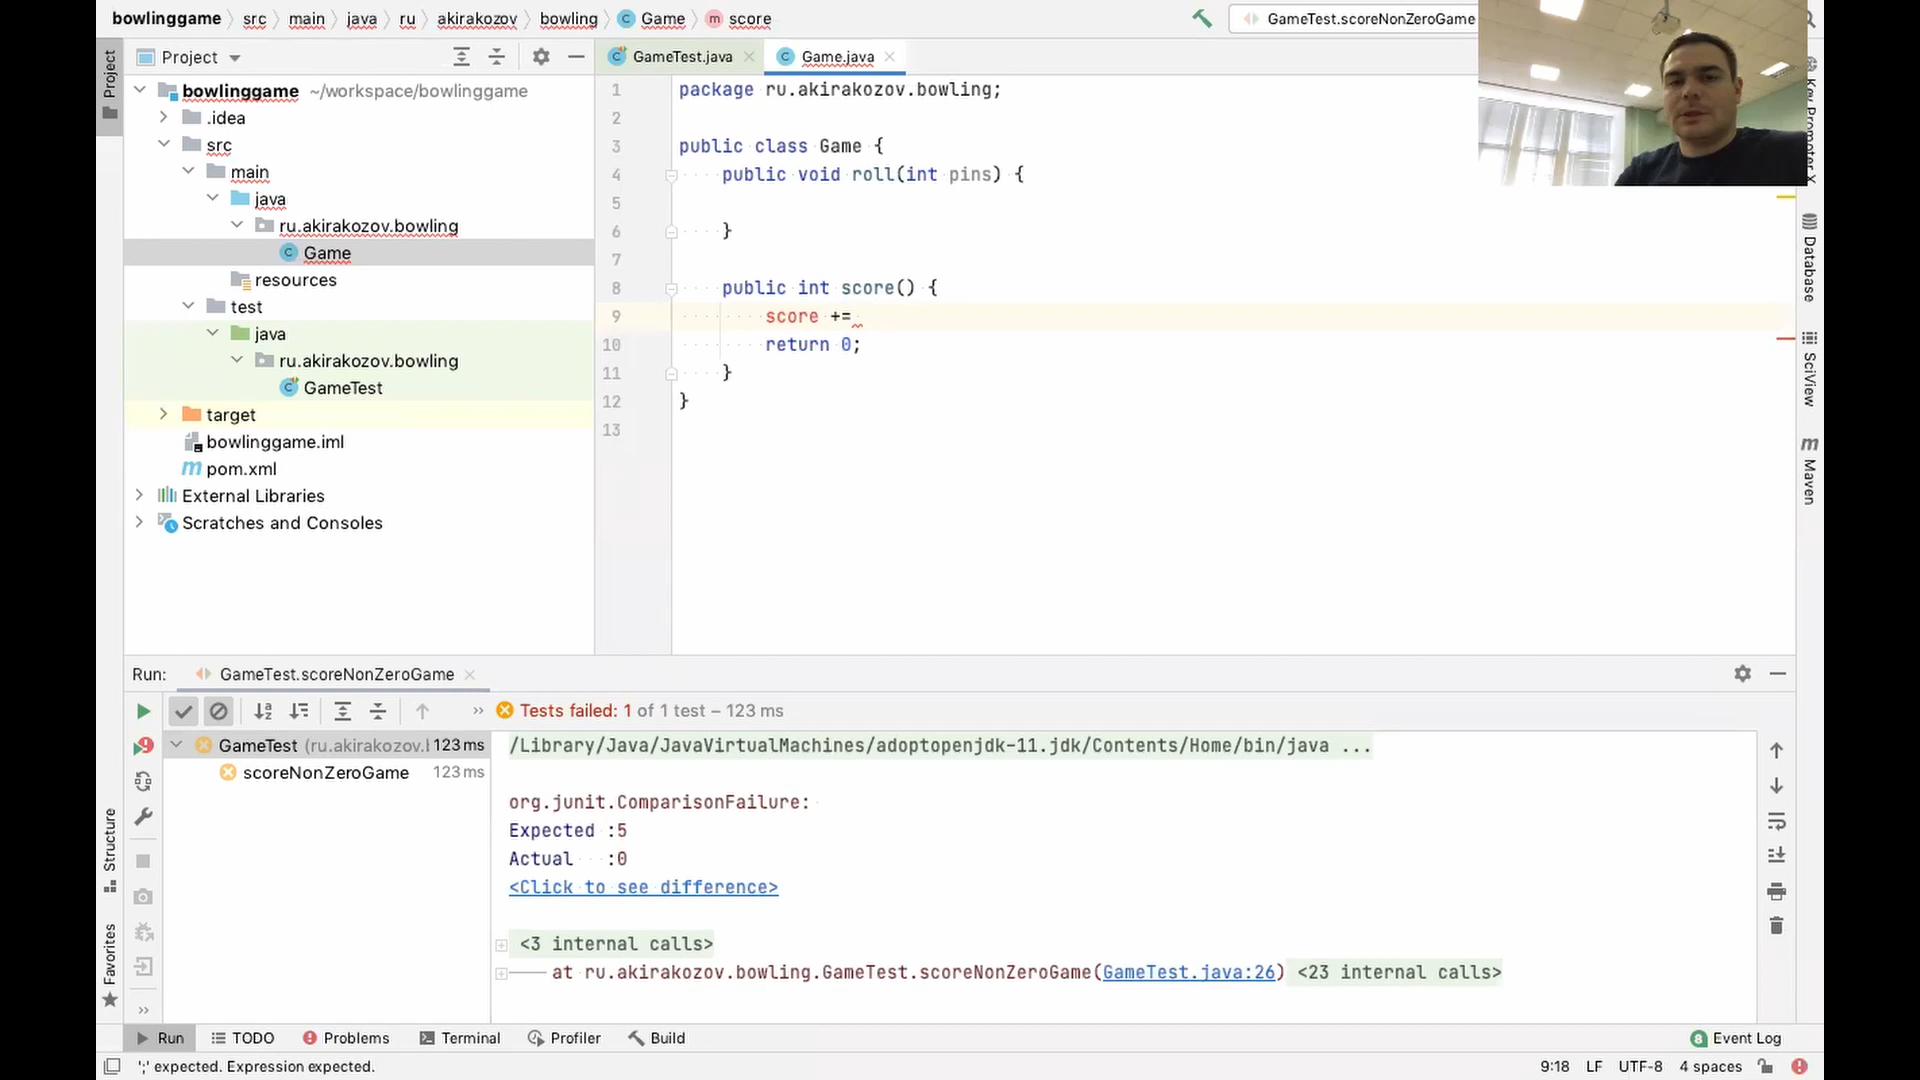 bowlinggame src main java ru akirakozov bowling Game score
GameTest.scoreNonZeroGame
Project
Project
GameTest.java
Game.java
bowlinggame ~/workspace/bowlinggame
.idea
src
main
java
ru.akirakozov.bowling
Game
resources
test
java
ru.akirakozov.bowling
GameTest
target
bowlinggame.iml
pom.xml
External Libraries
Scratches and Consoles
1 package ru.akirakozov.bowling;
2
3 public class Game {
4 public void roll(int pins) {
5
6 }
7
8 public int score() {
9 score +=
10 return 0;
11 }
12 }
13
Key Promoter X
Database
SciView
Maven
Run: GameTest.scoreNonZeroGame
Tests failed: 1 of 1 test – 123 ms
GameTest (ru.akirakozov.l 123 ms
scoreNonZeroGame 123 ms
/Library/Java/JavaVirtualMachines/adoptopenjdk-11.jdk/Contents/Home/bin/java ...
org.junit.ComparisonFailure:
Expected :5
Actual :0
<Click to see difference>
<3 internal calls>
at ru.akirakozov.bowling.GameTest.scoreNonZeroGame(GameTest.java:26) <23 internal calls>
Structure
Favorites
Run TODO Problems Terminal Profiler Build
8 Event Log
';' expected. Expression expected.
9:18 LF UTF-8 4 spaces